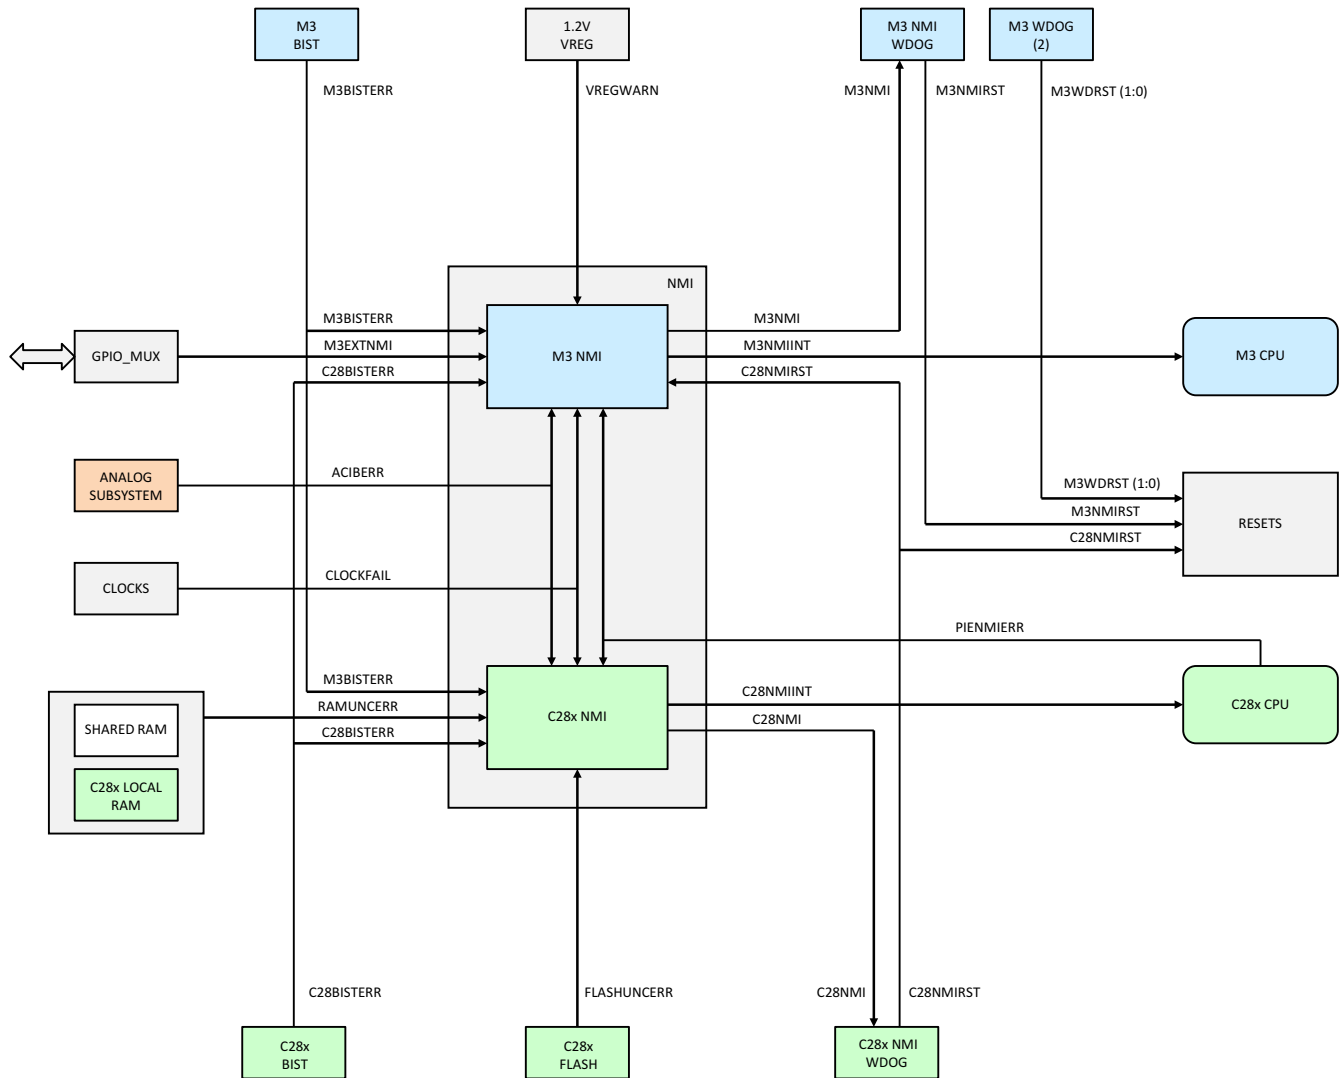 M3
BIST
1.2V
VREG
M3 NMI
WDOG
M3 WDOG
(2)
M3BISTERR
VREGWARN
M3NMI
M3NMIRST
M3WDRST (1:0)
NMI
M3BISTERR
M3NMI
GPIO_MUX
M3EXTNMI
M3 NMI
M3NMIINT
M3 CPU
C28BISTERR
C28NMIRST
ANALOG
SUBSYSTEM
ACIBERR
M3WDRST (1:0)
M3NMIRST
RESETS
C28NMIRST
CLOCKS
CLOCKFAIL
PIENMIERR
M3BISTERR
C28NMIINT
RAMUNCERR
C28x NMI
C28x CPU
SHARED RAM
C28NMI
C28BISTERR
C28x LOCAL
RAM
C28BISTERR
FLASHUNCERR
C28NMI
C28NMIRST
C28x
BIST
C28x
FLASH
C28x NMI
WDOG